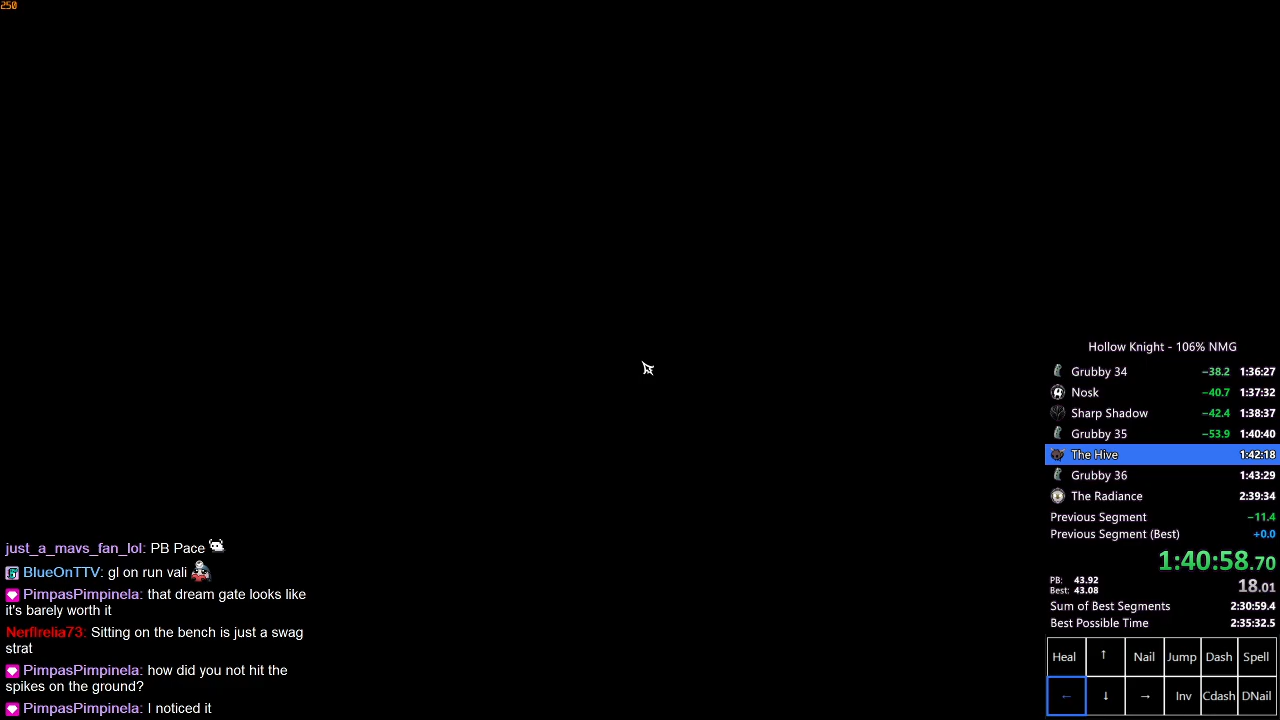 250
Hollow Knight - 106% NMG
Grubby 34 −38.2 1:36:27
Nosk −40.7 1:37:32
Sharp Shadow −42.4 1:38:37
Grubby 35 −53.9 1:40:40
The Hive 1:42:18
Grubby 36 1:43:29
The Radiance 2:39:34
Previous Segment −11.4
Previous Segment (Best) +0.0
1:40:58.70
PB: 43.92
Best: 43.08
18.01
Sum of Best Segments 2:30:59.4
Best Possible Time 2:35:32.5
Heal ↑ Nail Jump Dash Spell
← ↓ → Inv Cdash DNail
just_a_mavs_fan_lol: PB Pace
BlueOnTTV: gl on run vali
PimpasPimpinela: that dream gate looks like
it's barely worth it
Nerflrelia73: Sitting on the bench is just a swag
strat
PimpasPimpinela: how did you not hit the
spikes on the ground?
PimpasPimpinela: I noticed it